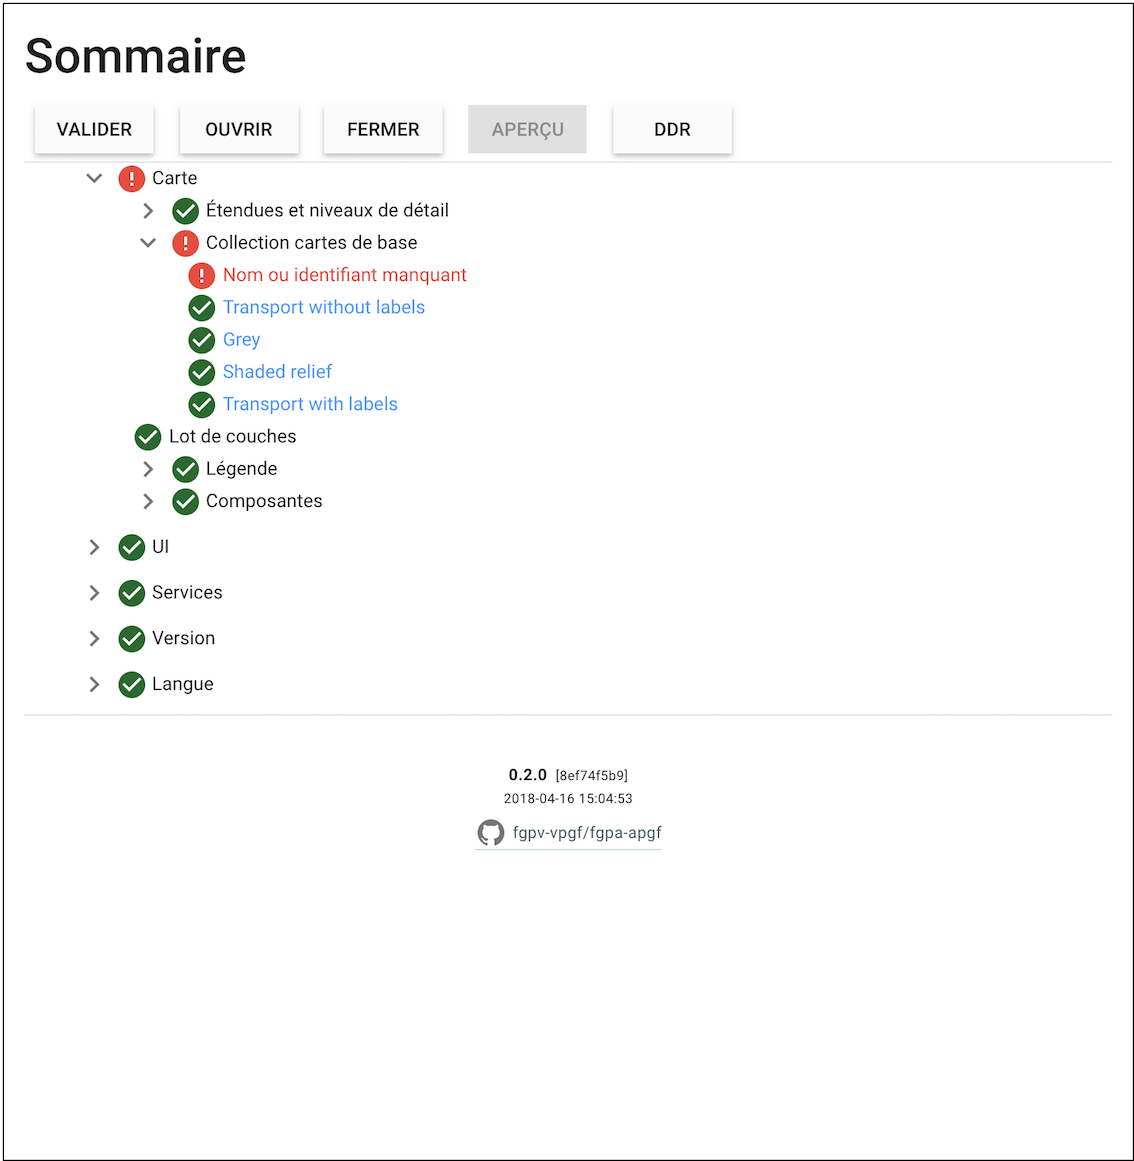 Sommaire
VALIDER OUVRIR FERMER APERÇU DDR
Carte
Étendues et niveaux de détail
Collection cartes de base
Nom ou identifiant manquant
Transport without labels
Grey
Shaded relief
Transport with labels
Lot de couches
Légende
Composantes
UI
Services
Version
Langue
0.2.0 [8ef74f5b9]
2018-04-16 15:04:53
fgpv-vpgf/fgpa-apgf